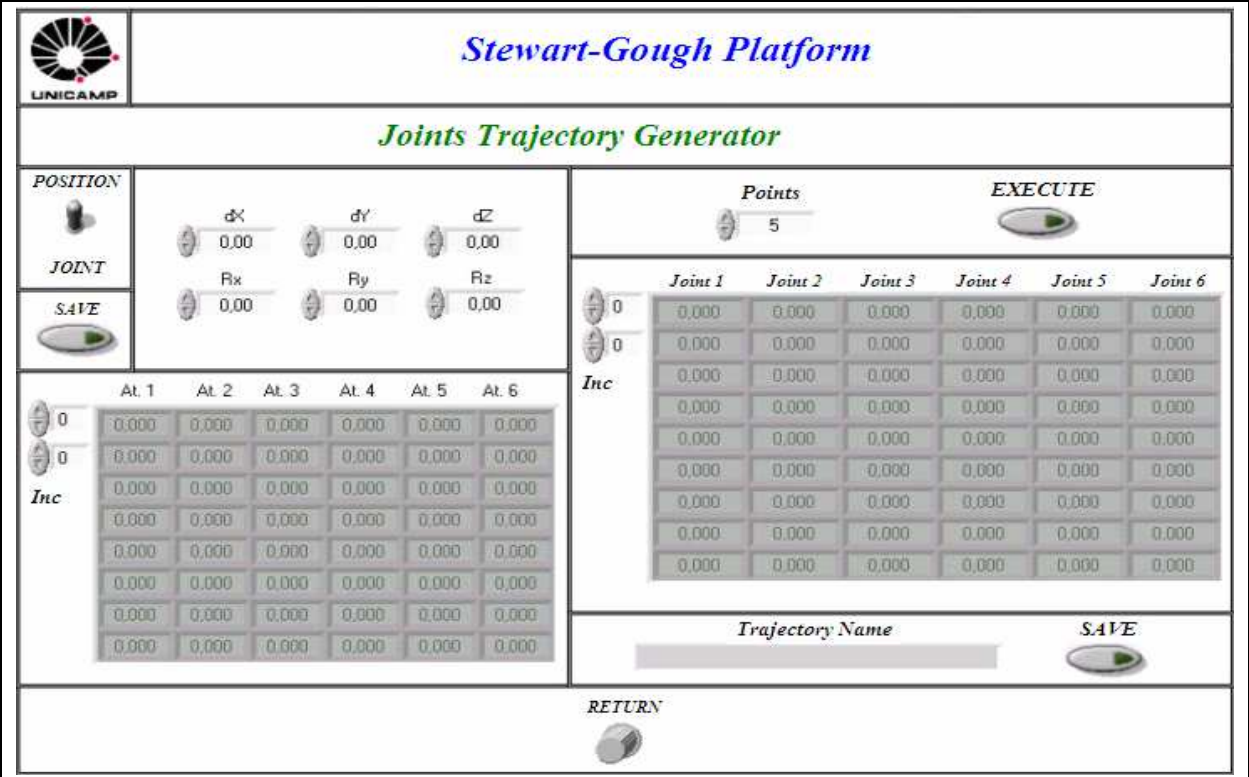 UNICAMP
Stewart-Gough Platform
Joints Trajectory Generator
POSITION
JOINT
SAVE
dX dY dZ
0,00 0,00 0,00
Rx Ry Rz
0,00 0,00 0,00
Points
5
EXECUTE
At. 1 At. 2 At. 3 At. 4 At. 5 At. 6
0 0,000 0,000 0,000 0,000 0,000 0,000
0 0,000 0,000 0,000 0,000 0,000 0,000
Inc 0,000 0,000 0,000 0,000 0,000 0,000
0,000 0,000 0,000 0,000 0,000 0,000
0,000 0,000 0,000 0,000 0,000 0,000
0,000 0,000 0,000 0,000 0,000 0,000
0,000 0,000 0,000 0,000 0,000 0,000
0,000 0,000 0,000 0,000 0,000 0,000
Joint 1 Joint 2 Joint 3 Joint 4 Joint 5 Joint 6
0 0,000 0,000 0,000 0,000 0,000 0,000
0 0,000 0,000 0,000 0,000 0,000 0,000
Inc 0,000 0,000 0,000 0,000 0,000 0,000
0,000 0,000 0,000 0,000 0,000 0,000
0,000 0,000 0,000 0,000 0,000 0,000
0,000 0,000 0,000 0,000 0,000 0,000
0,000 0,000 0,000 0,000 0,000 0,000
0,000 0,000 0,000 0,000 0,000 0,000
0,000 0,000 0,000 0,000 0,000 0,000
Trajectory Name
SAVE
RETURN